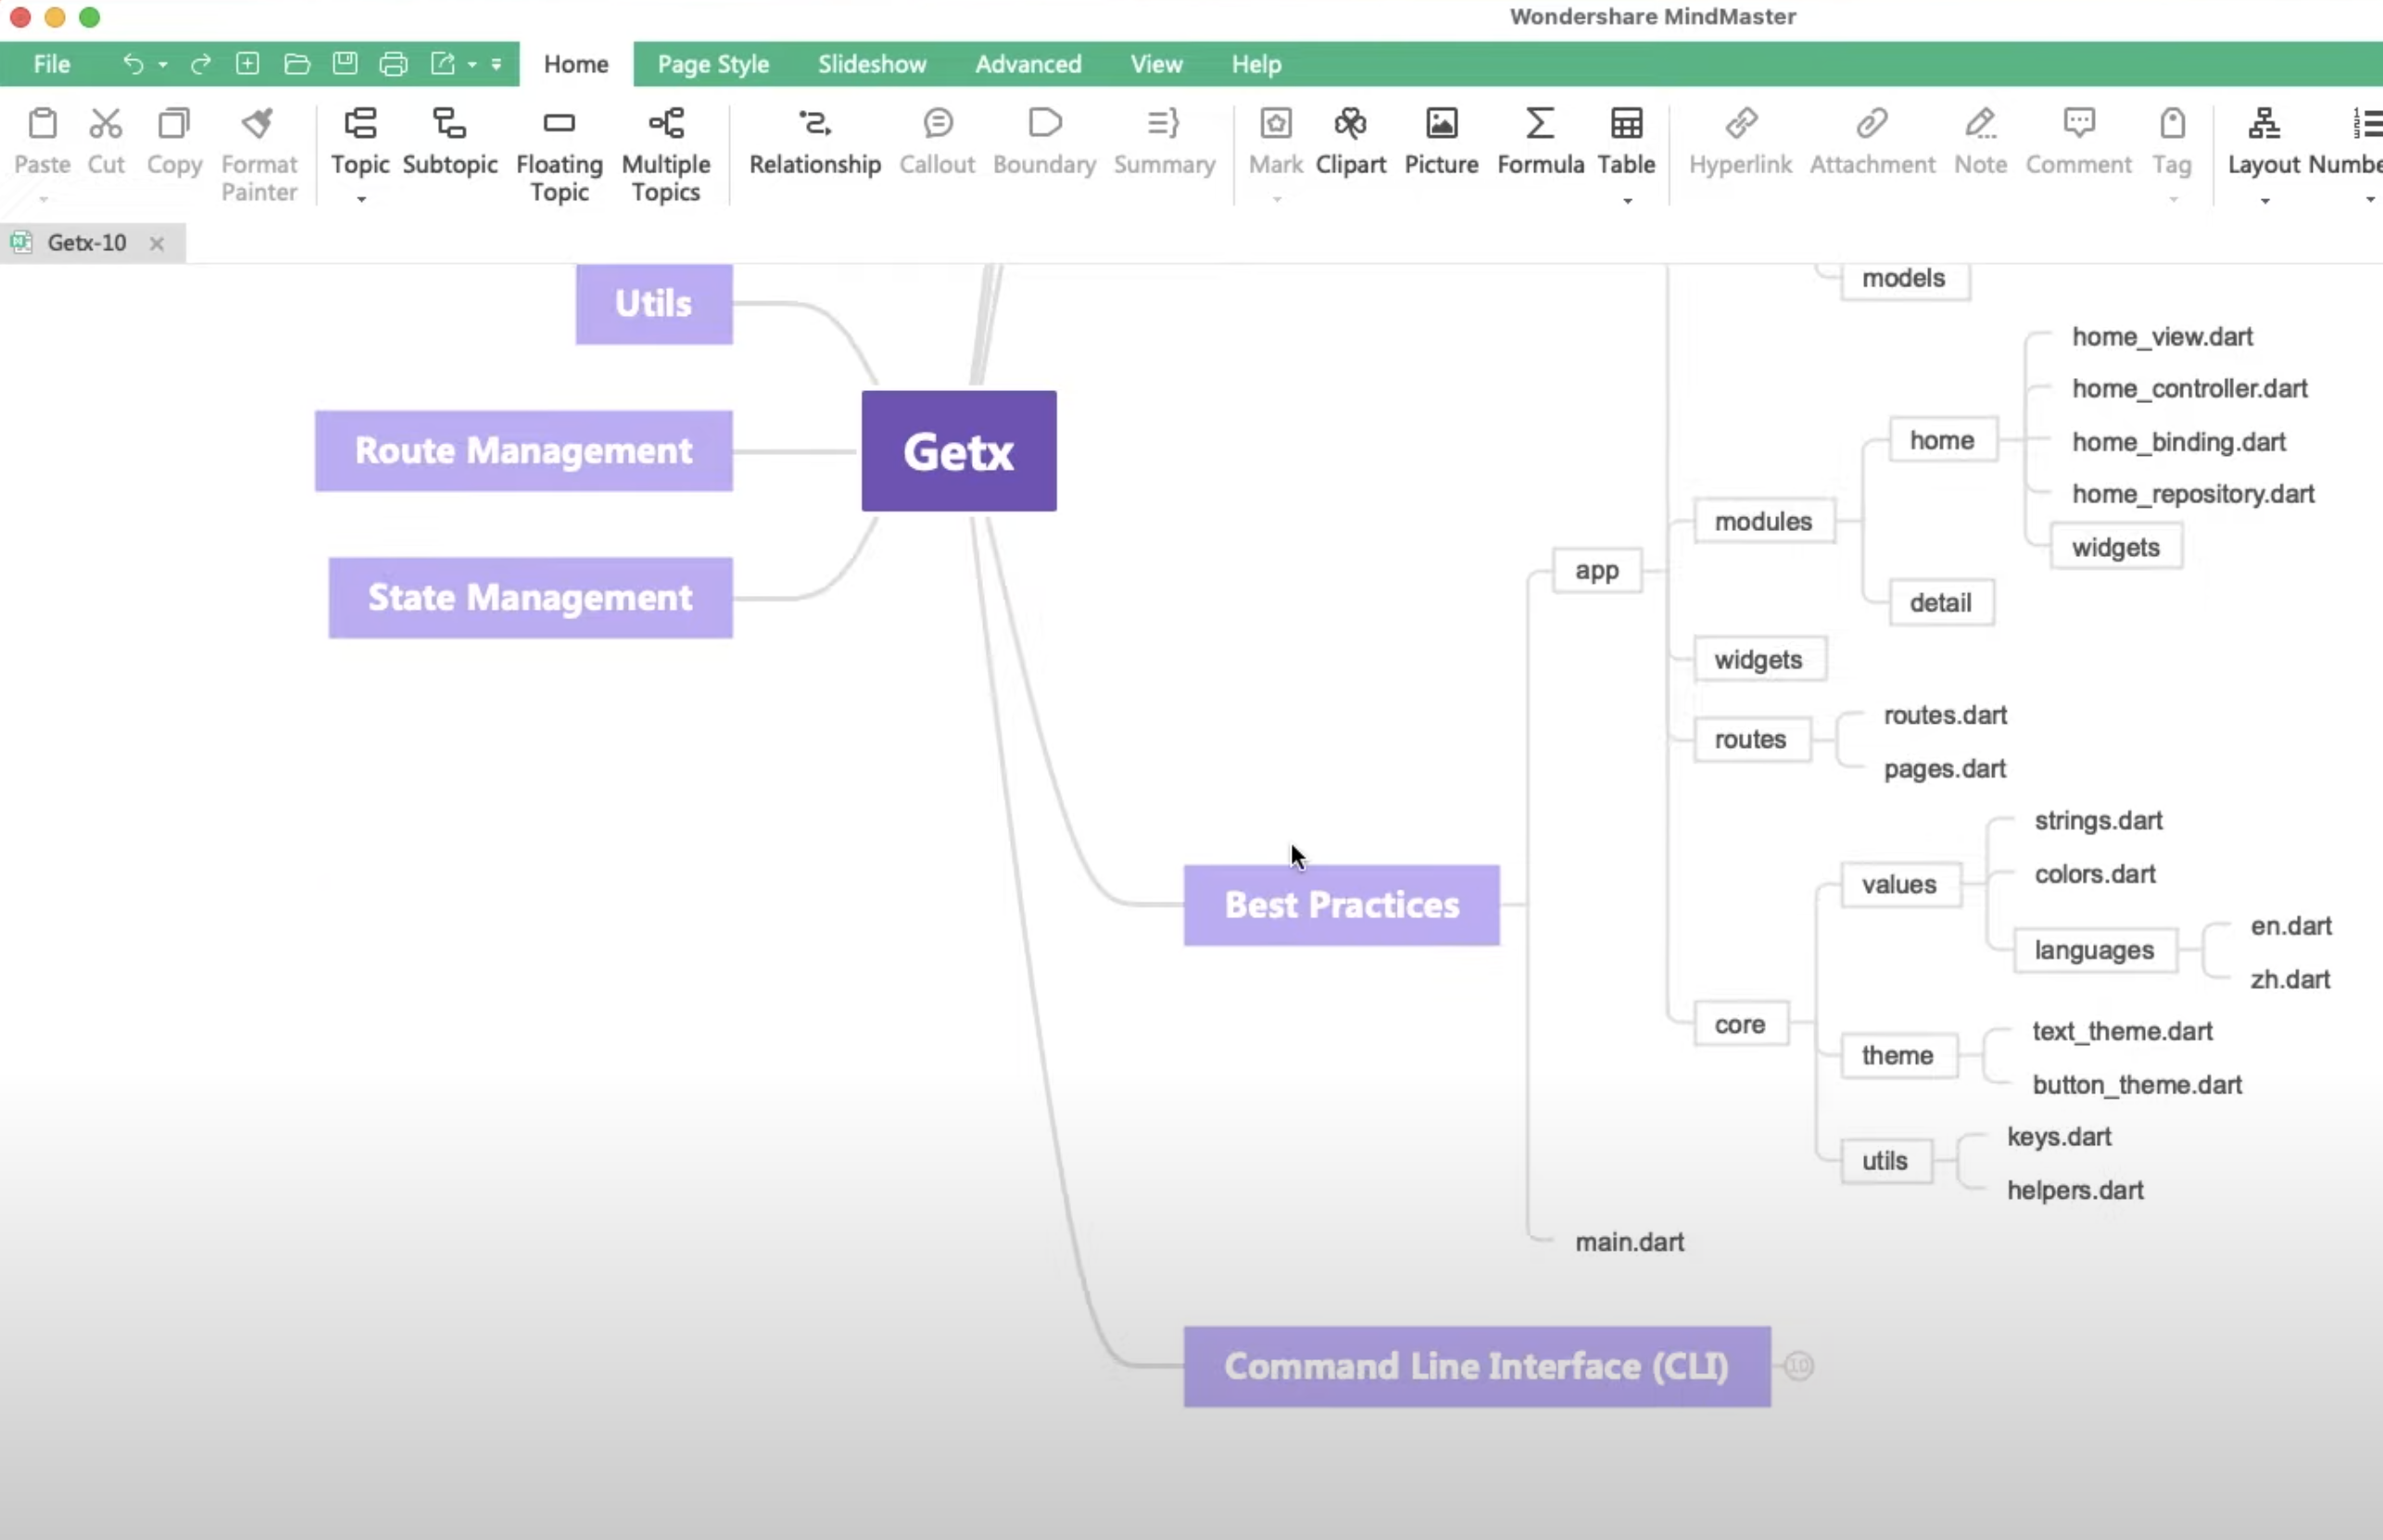 Wondershare MindMaster
File
Home
Page Style
Slideshow
Advanced
View
Help
Paste
Cut
Copy
Format
Painter
Topic
Subtopic
Floating
Topic
Multiple
Topics
Relationship
Callout
Boundary
Summary
Mark
Clipart
Picture
Formula
Table
Hyperlink
Attachment
Note
Comment
Tag
Layout
Numbe
Getx-10
Utils
Route Management
State Management
Getx
Best Practices
Command Line Interface (CLI)
10
app
main.dart
models
modules
home
home_view.dart
home_controller.dart
home_binding.dart
home_repository.dart
widgets
detail
widgets
routes
routes.dart
pages.dart
core
values
strings.dart
colors.dart
languages
en.dart
zh.dart
theme
text_theme.dart
button_theme.dart
utils
keys.dart
helpers.dart